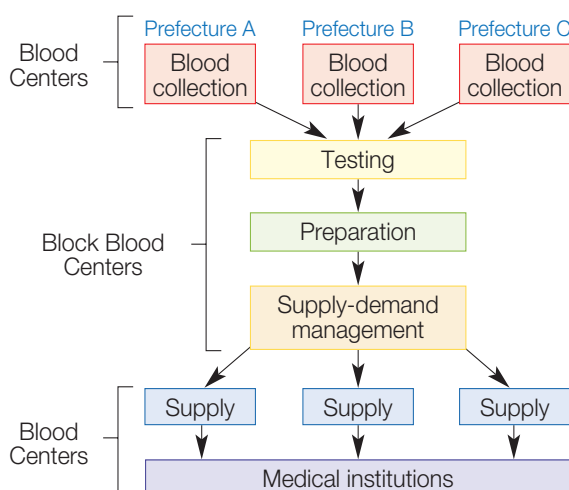 Prefecture A
Prefecture B
Prefecture C
Blood
Centers
Blood
collection
Blood
collection
Blood
collection
Testing
Block Blood
Centers
Preparation
Supply-demand
management
Blood
Centers
Supply
Supply
Supply
Medical institutions